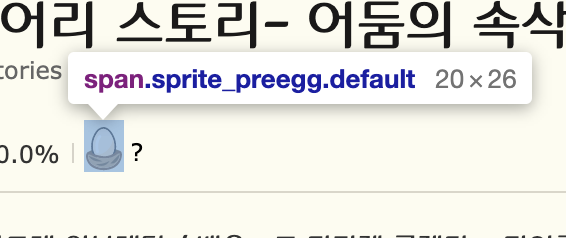 어리 스토리- 어둠의 속삭
tories
span.sprite_preegg.default 20×26
0.0% | ?